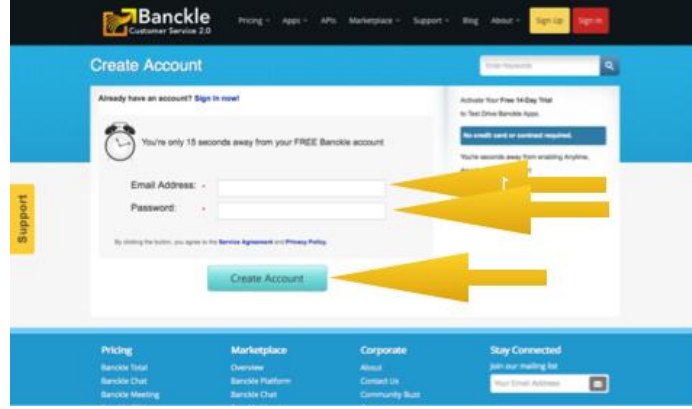 Banckle
Customer Service 2.0
Pricing Apps APIs Marketplace Support Blog About Sign Up Sign In
Create Account
Enter Keywords
Already have an account? Sign in now!
Activate Your Free 14-Day Trial
to Test Drive Banckle Apps.
You're only 15 seconds away from your FREE Banckle account
No credit card or contract required.
You're seconds away from enabling Anytime,
Email Address: *
Password: *
Support
By clicking the button, you agree to the Service Agreement and Privacy Policy.
Create Account
Pricing Marketplace Corporate Stay Connected
Banckle Total Overview About Join our mailing list
Banckle Chat Banckle Platform Contact Us Your Email Address
Banckle Meeting Banckle Chat Community Buzz